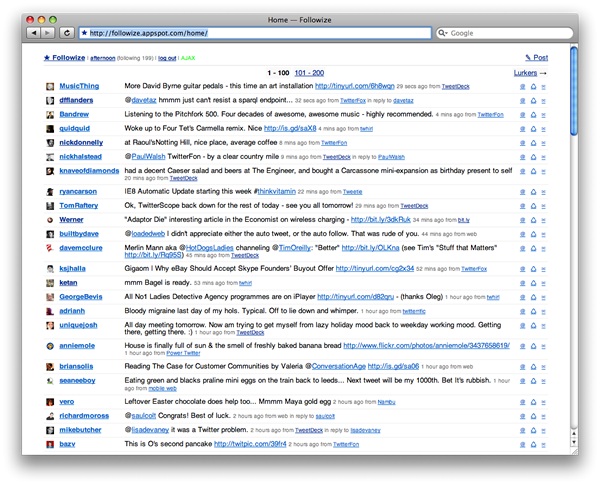 Home — Followize
http://followize.appspot.com/home/
Google
★ Followize | afternoon (following 199) | log out | AJAX
✎ Post
1 - 100 101 - 200
Lurkers →
MusicThing More David Byrne guitar pedals - this time an art installation http://tinyurl.com/6h8wqn 29 secs ago from TweetDeck
dfflanders @davetaz hmmm just can't resist a sparql endpoint... 32 secs ago from TwitterFox in reply to davetaz
Bandrew Listening to the Pitchfork 500. Four decades of awesome, awesome music - highly recommended. 4 mins ago from TwitterFon
quidquid Woke up to Four Tet's Carmella remix. Nice http://is.gd/saX8 4 mins ago from twhirl
nickdonnelly at Raoul'sNotting Hill, nice place, average coffee 8 mins ago from TwitterFon
nickhalstead @PaulWalsh TwitterFon - by a clear country mile 9 mins ago from TweetDeck in reply to PaulWalsh
knaveofdiamonds had a decent Caeser salad and beers at The Engineer, and bought a Carcassonne mini-expansion as birthday present to self
20 mins ago from TweetDeck
ryancarson IE8 Automatic Update starting this week #thinkvitamin 22 mins ago from Tweetie
TomRaftery Ok, TwitterScope back down for the rest of today - see you all tomorrow! 29 mins ago from TweetDeck
Werner "Adaptor Die" interesting article in the Economist on wireless charging - http://bit.ly/3dkRuk 34 mins ago from bit.ly
builtbydave @loadedweb I didn't appreciate either the auto tweet, or the auto follow. That was rude of you. 44 mins ago from web
davemcclure Merlin Mann aka @HotDogsLadies channeling @TimOreilly: "Better" http://bit.ly/OLKna (see Tim's "Stuff that Matters"
http://bit.ly/Rq95S) 45 mins ago from TweetDeck
ksjhalla Gigaom I Why eBay Should Accept Skype Founders' Buyout Offer http://tinyurl.com/cg2x34 52 mins ago from TwitterFox
ketan mmm Bagel is ready. 53 mins ago from twhirl
GeorgeBevis All No1 Ladies Detective Agency programmes are on iPlayer http://tinyurl.com/d82qru - (thanks Oleg) 1 hour ago from twhirl
adrianh Bloody migraine last day of my hols. Typical. Off to lie down and whimper. 1 hour ago from twitterrific
uniquejosh All day meeting tomorrow. Now am trying to get myself from lazy holiday mood back to weekday working mood. Getting
there, getting there. :) 1 hour ago from TweetDeck
anniemole House is finally full of sun & the smell of freshly baked banana bread http://www.flickr.com/photos/anniemole/3437658619/
1 hour ago from Power Twitter
briansolis Reading The Case for Customer Communities by Valeria @ConversationAge http://is.gd/sa06 1 hour ago from web
seaneeboy Eating green and blacks praline mini eggs on the train back to leeds... Next tweet will be my 1000th. Bet It's rubbish. 1 hour
ago from mobile web
vero Leftover Easter chocolate does help too... Mmmm Maya gold egg 2 hours ago from Nambu
richardmoross @saulcolt Congrats! Best of luck. 2 hours ago from web in reply to saulcolt
mikebutcher @lisadevaney it was a Twitter problem. 2 hours ago from TweetDeck in reply to lisadevaney
bazv This is O's second pancake http://twitpic.com/39fr4 2 hours ago from TwitterFon